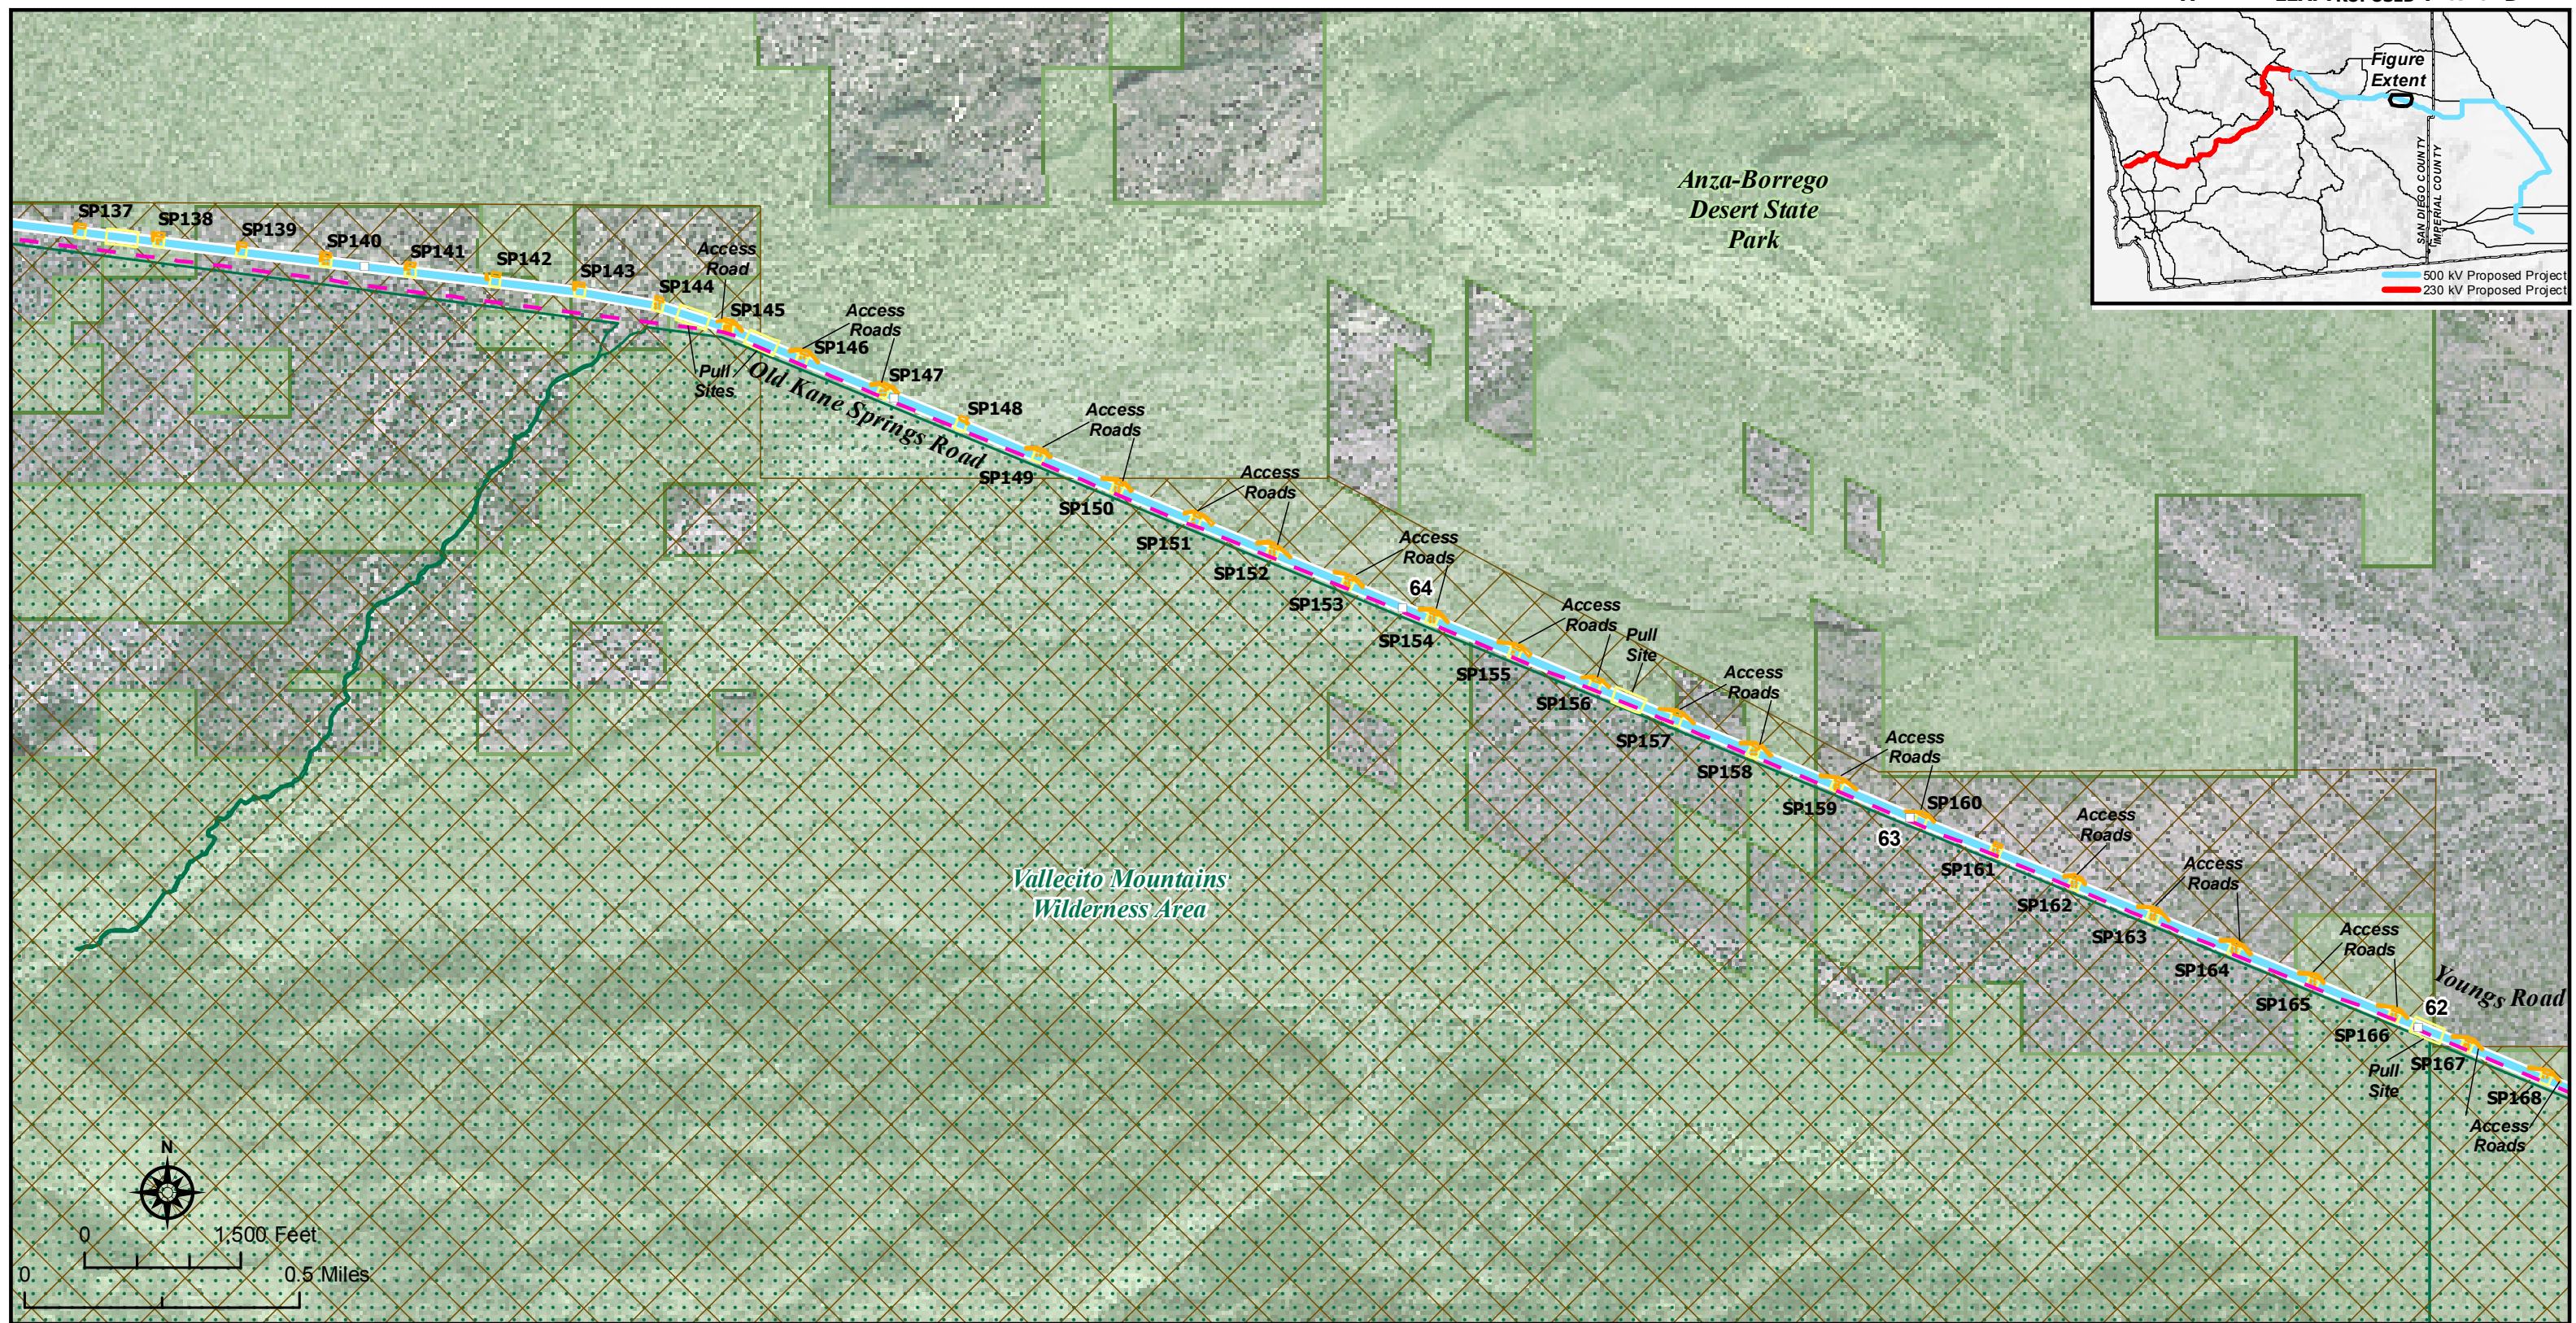 PROPOSED
Figure
Extent
SAN DIEGO COUNTY
IMPERIAL COUNTY
500 kV Proposed Project
230 kV Proposed Project
Anza-Borrego
Desert State
Park
SP137
SP138
SP139
SP140
SP141
SP142
SP143
SP144
Access
Road
SP145
Access
Roads
SP146
Pull
Sites
Old Kane Springs Road
SP147
SP148
Access
Roads
SP149
SP150
Access
Roads
SP151
SP152
Access
Roads
SP153
64
SP154
Access
Roads
Pull
Site
SP155
SP156
Access
Roads
SP157
SP158
Access
Roads
SP159
SP160
63
SP161
Access
Roads
SP162
Access
Roads
SP163
SP164
Access
Roads
SP165
Youngs Road
62
SP166
SP167
Pull
Site
SP168
Access
Roads
Vallecito Mountains
Wilderness Area
N
0 1,500 Feet
0 0.5 Miles